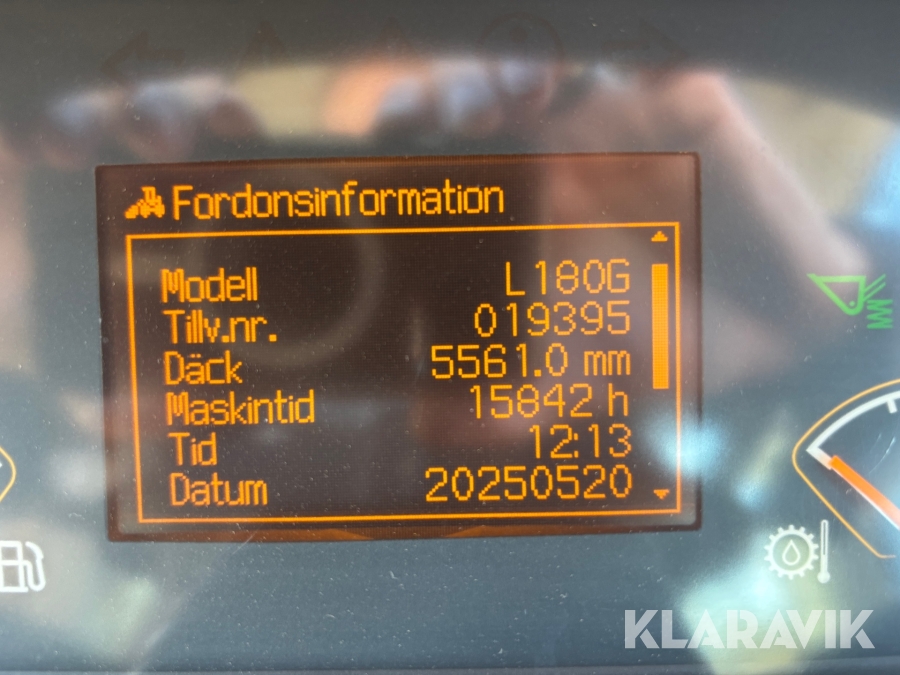 Fordonsinformation
Modell L180G
Tillv.nr. 019395
Däck 5561.0 mm
Maskintid 15842 h
Tid 12:13
Datum 20250520
KLARAVIK